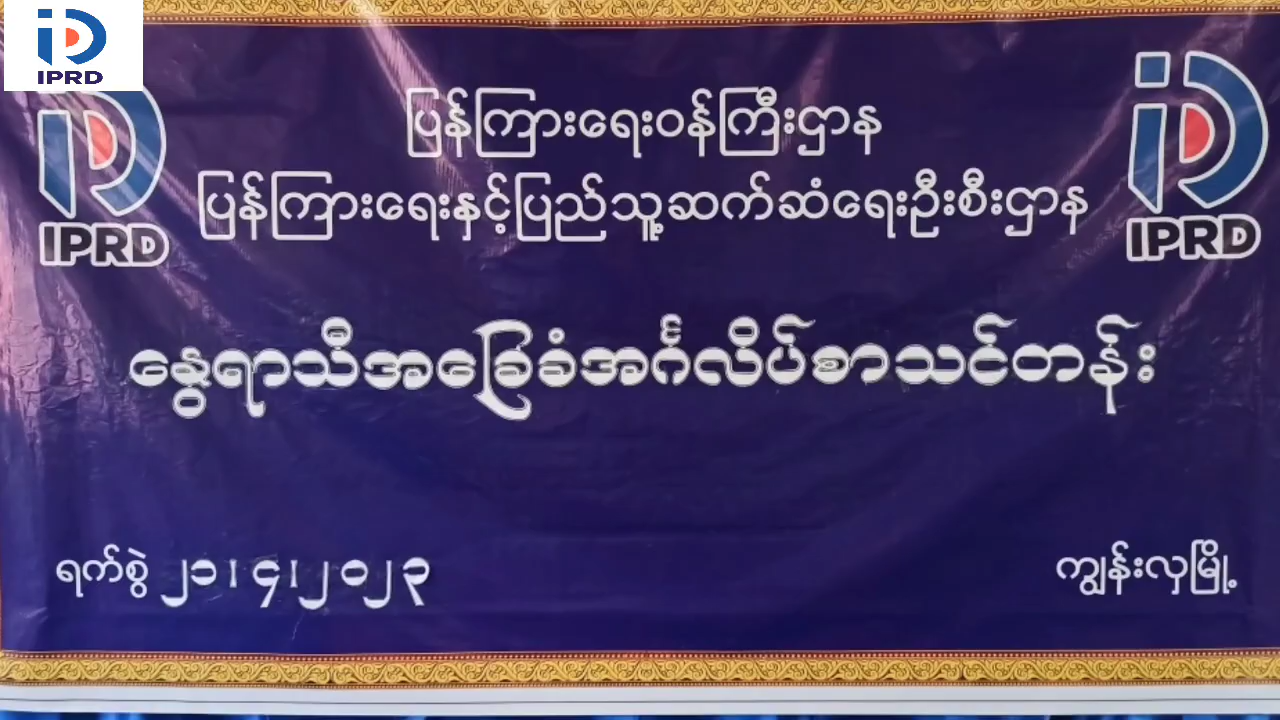 IPRD
ပြန်ကြားရေးဝန်ကြီးဌာန
ပြန်ကြားရေးနှင့်ပြည်သူ့ဆက်ဆံရေးဦးစီးဌာန
IPRD
IPRD
နွေရာသီအခြေခံအင်္ဂလိပ်စာသင်တန်း
ရက်စွဲ ၂၁၊၄၊၂၀၂၃
ကျွန်းလှမြို့